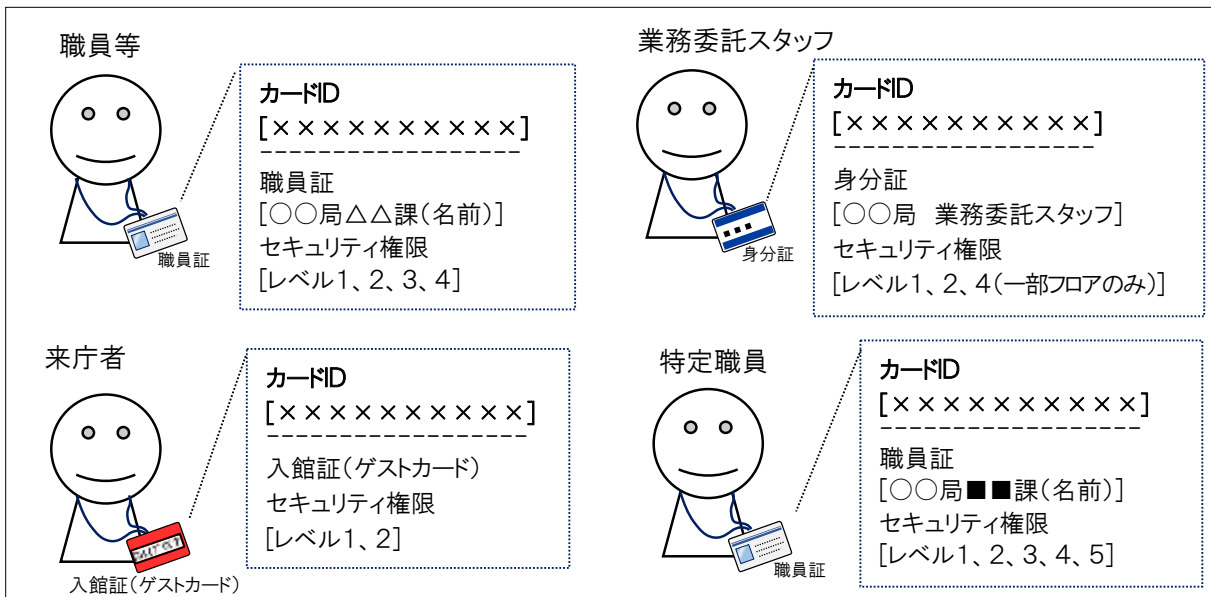 職員等
カードID
[××××××××××]
------------------
職員証
[○○局△△課(名前)]
セキュリティ権限
[レベル1、2、3、4]
職員証
業務委託スタッフ
カードID
[××××××××××]
------------------
身分証
[○○局　業務委託スタッフ]
セキュリティ権限
[レベル1、2、4(一部フロアのみ)]
身分証
来庁者
カードID
[××××××××××]
------------------
入館証(ゲストカード)
セキュリティ権限
[レベル1、2]
入館証(ゲストカード)
特定職員
カードID
[××××××××××]
------------------
職員証
[○○局■■課(名前)]
セキュリティ権限
[レベル1、2、3、4、5]
職員証